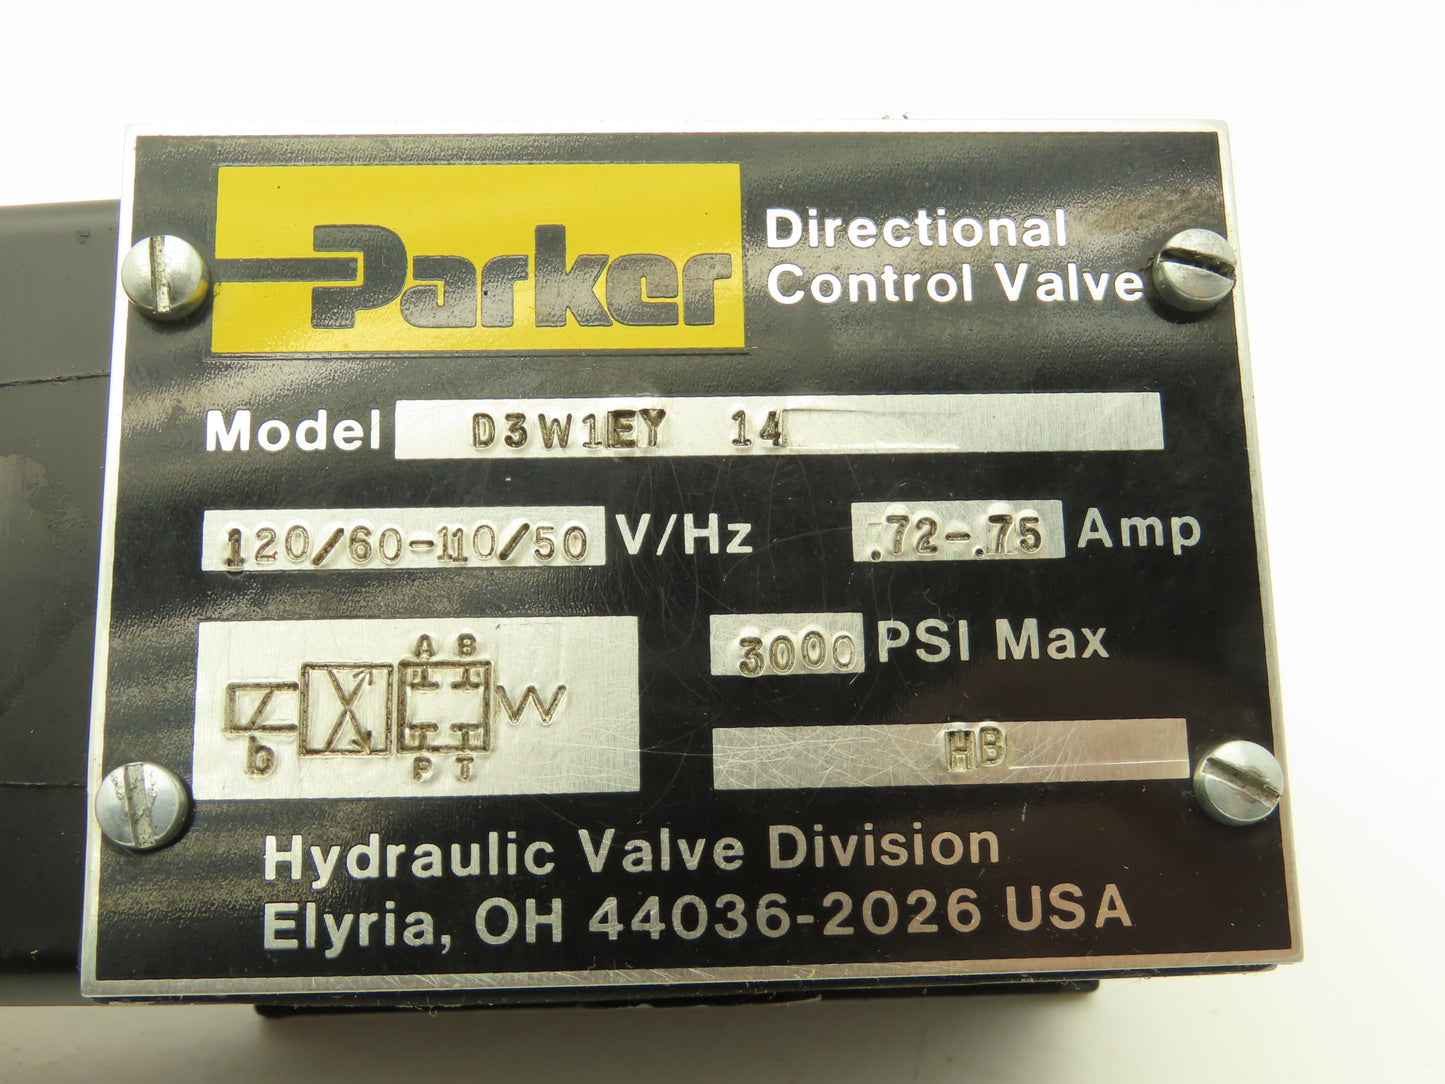 Parker
Directional
Control Valve
Model D3W1EY 14
120/60-110/50 V/Hz .72-.75 Amp
A B
3000 PSI Max
b P T
HB
Hydraulic Valve Division
Elyria, OH 44036-2026 USA